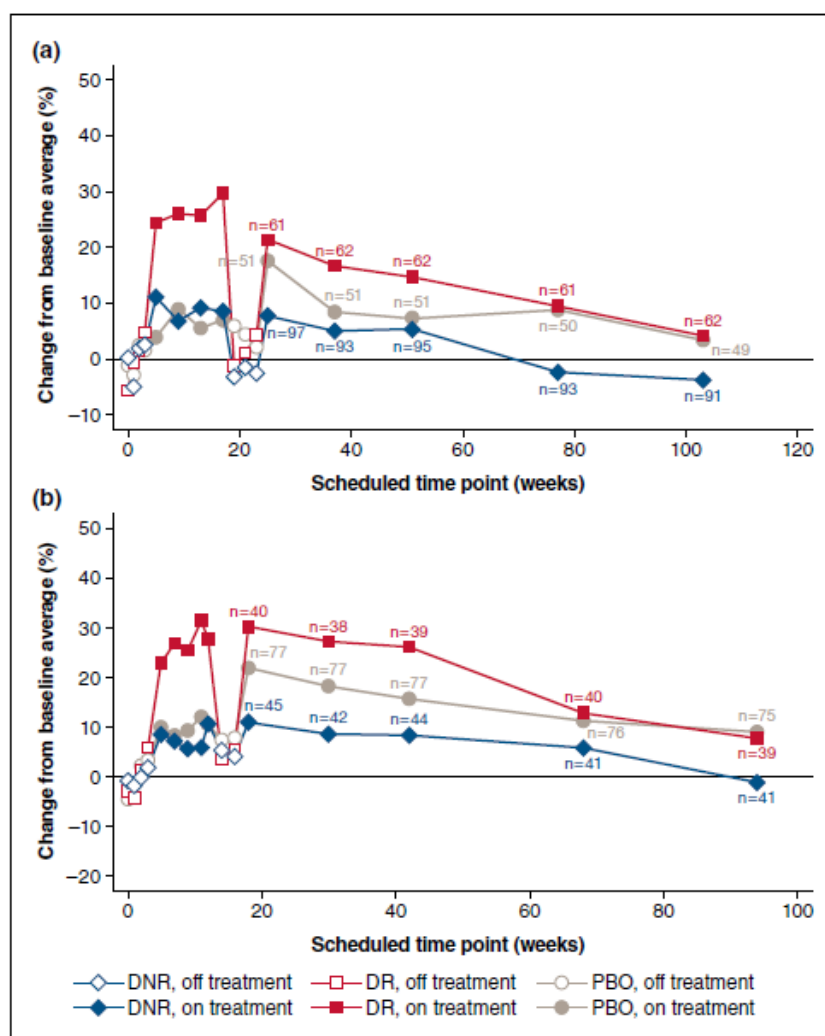 (a)
Change from baseline average (%)
50
40
30
20
10
0
–10
n=61
n=62
n=62
n=61
n=62
n=51
n=51
n=51
n=50
n=49
n=97
n=93
n=95
n=93
n=91
0 20 40 60 80 100 120
Scheduled time point (weeks)
(b)
Change from baseline average (%)
50
40
30
20
10
0
–10
–20
n=40
n=38
n=39
n=40
n=39
n=77
n=77
n=77
n=76
n=75
n=45
n=42
n=44
n=41
n=41
0 20 40 60 80 100
Scheduled time point (weeks)
DNR, off treatment DR, off treatment PBO, off treatment
DNR, on treatment DR, on treatment PBO, on treatment